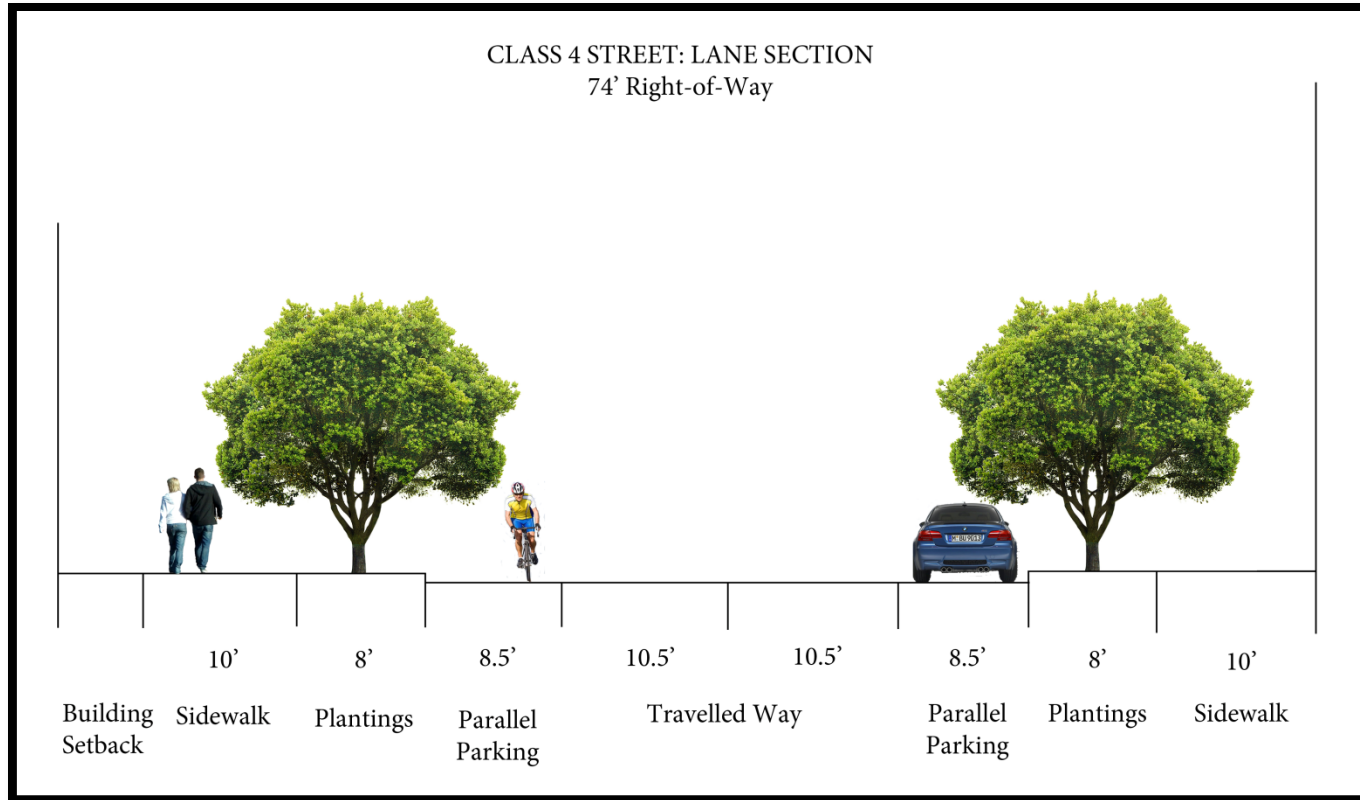 CLASS 4 STREET: LANE SECTION
74’ Right-of-Way
10’ 8’ 8.5’ 10.5’ 10.5’ 8.5’ 8’ 10’
Building Setback
Sidewalk
Plantings
Parallel Parking
Travelled Way
Parallel Parking
Plantings
Sidewalk